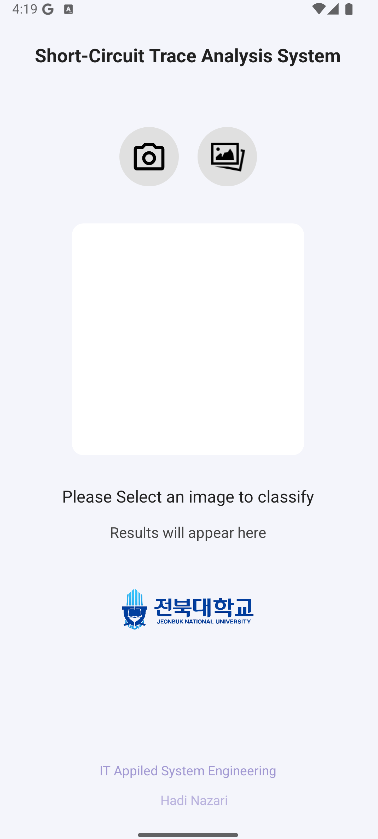 4:19 G A
Short-Circuit Trace Analysis System
Please Select an image to classify
Results will appear here
전북대학교
JEONBUK NATIONAL UNIVERSITY
IT Appiled System Engineering
Hadi Nazari